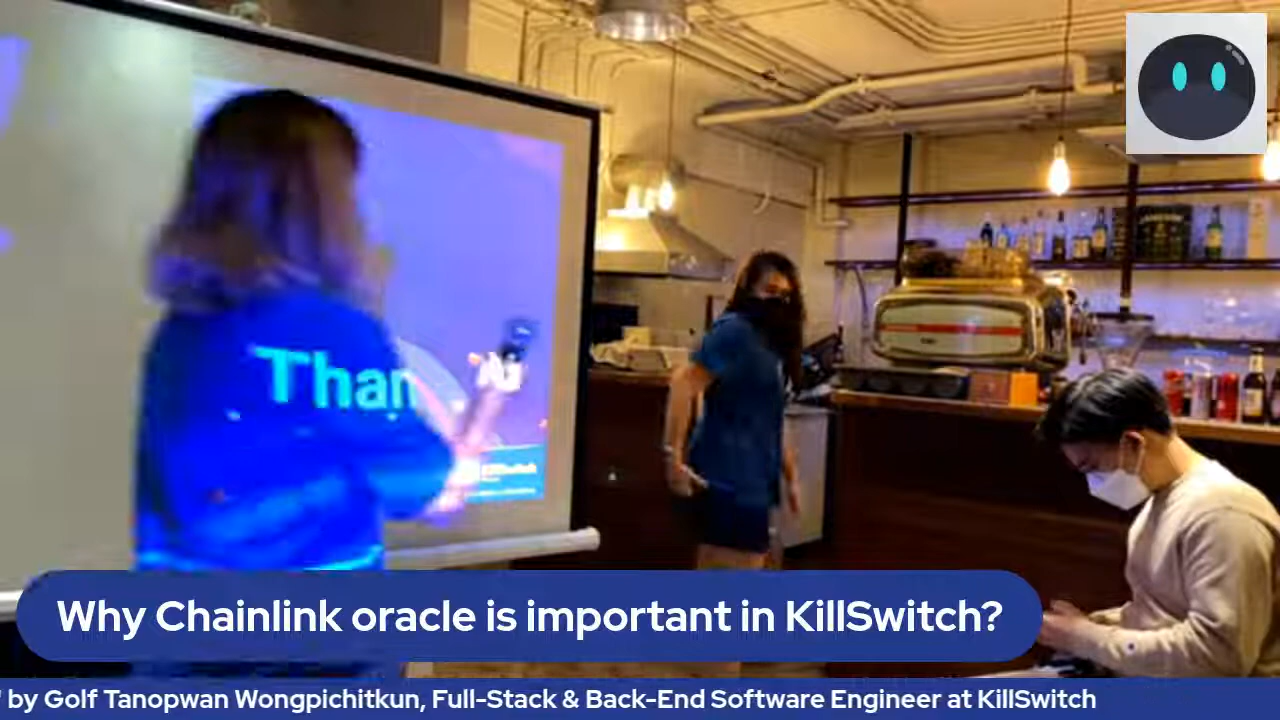 JAMESON
Than
Why Chainlink oracle is important in KillSwitch?
" by Golf Tanopwan Wongpichitkun, Full-Stack & Back-End Software Engineer at KillSwitch